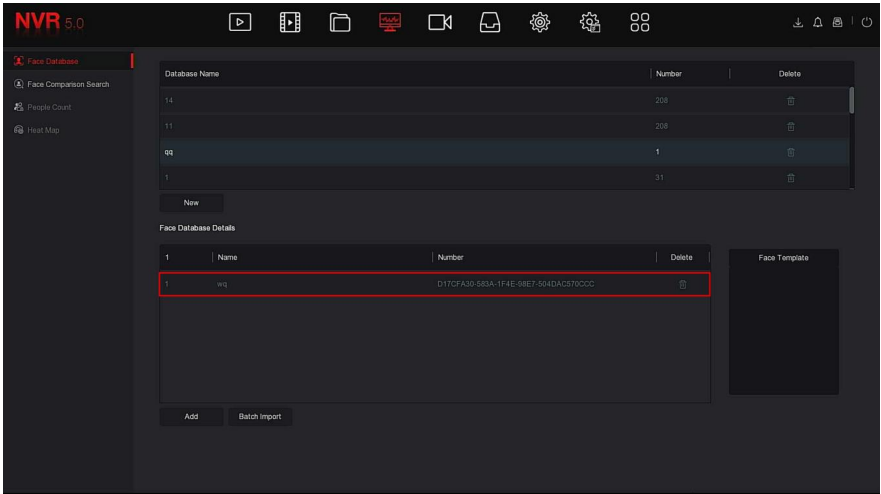 NVR 5.0
Face Database
Face Comparison Search
People Count
Heat Map
Database Name Number Delete
14 208
11 208
qq 1
1 31
New
Face Database Details
1 Name Number Delete
Face Template
1 wq D17CFA30-583A-1F4E-98E7-504DAC570CCC
Add Batch Import